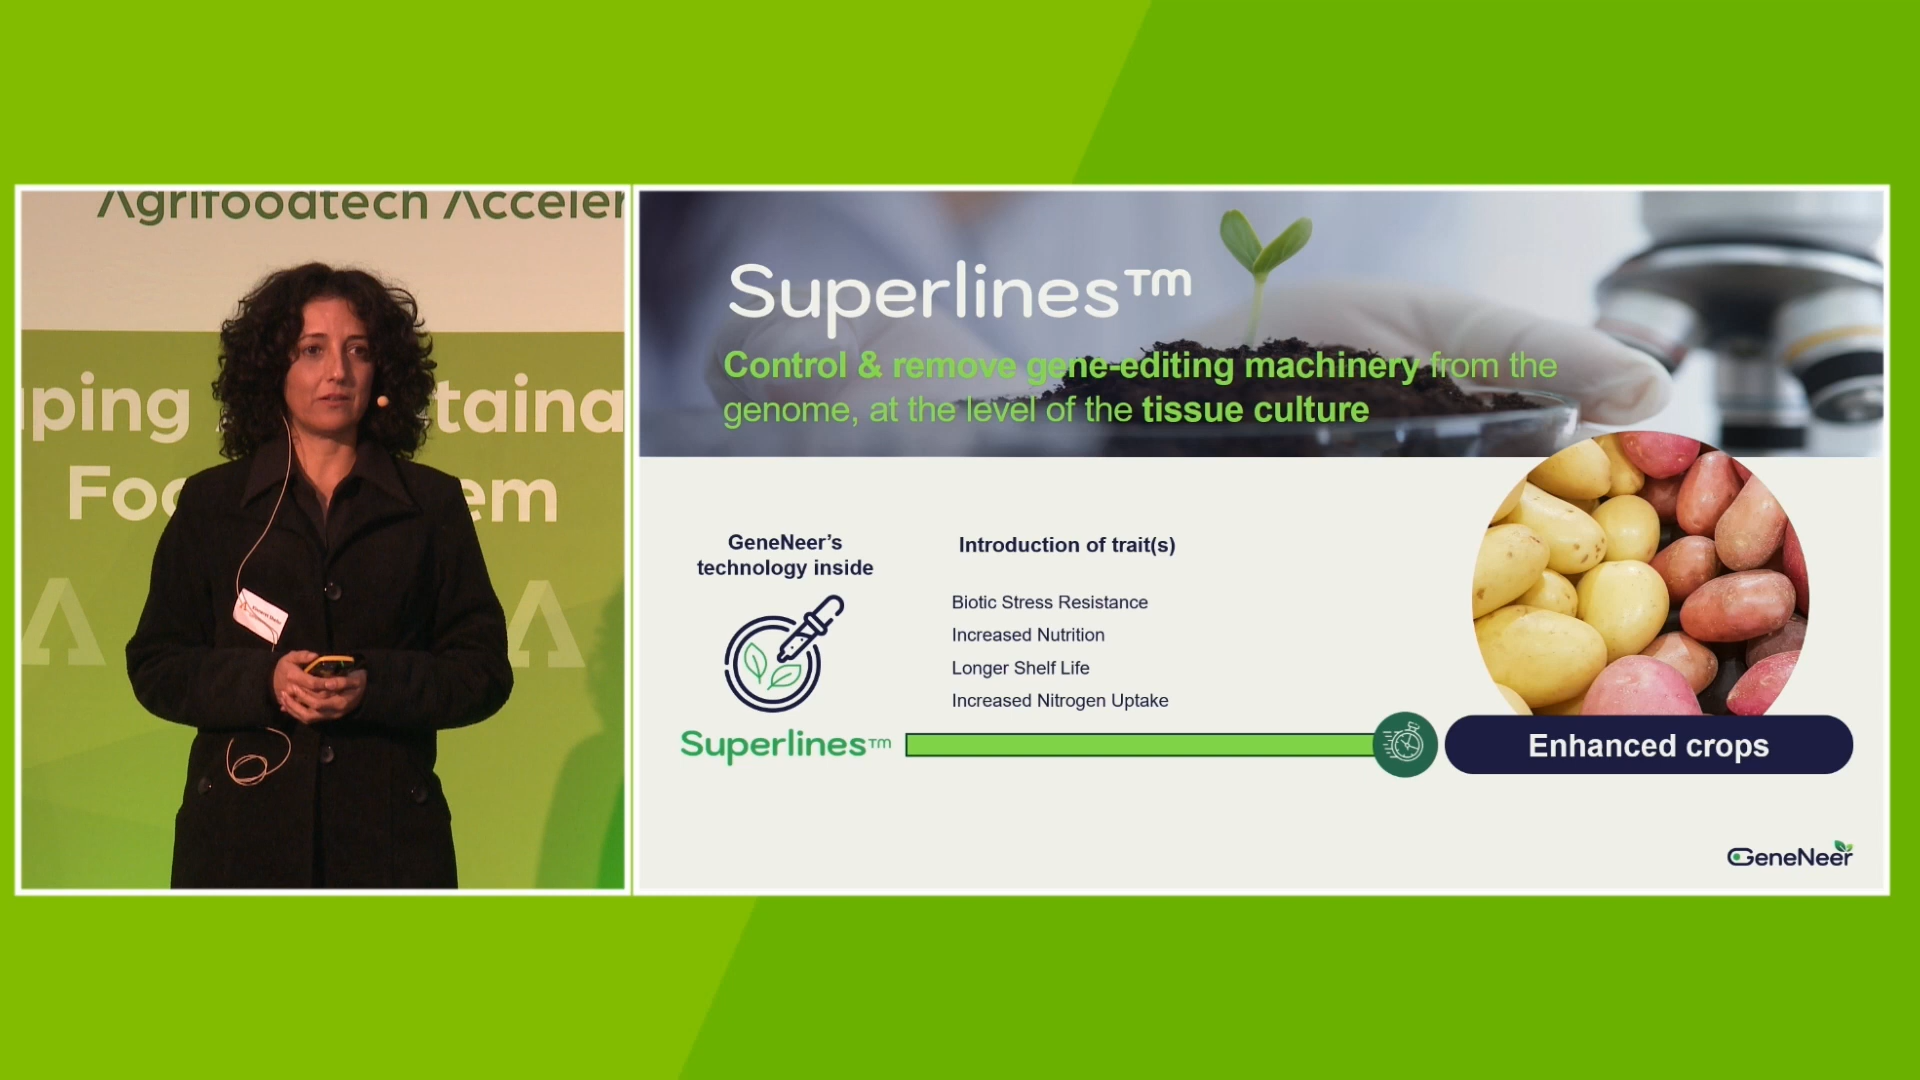 Agrifoodtech Acceler
ping
taina
Foo
em
Superlines™
Control & remove gene-editing machinery from the
genome, at the level of the tissue culture
GeneNeer's
technology inside
Introduction of trait(s)
Biotic Stress Resistance
Increased Nutrition
Longer Shelf Life
Increased Nitrogen Uptake
Superlines™
Enhanced crops
GeneNeer